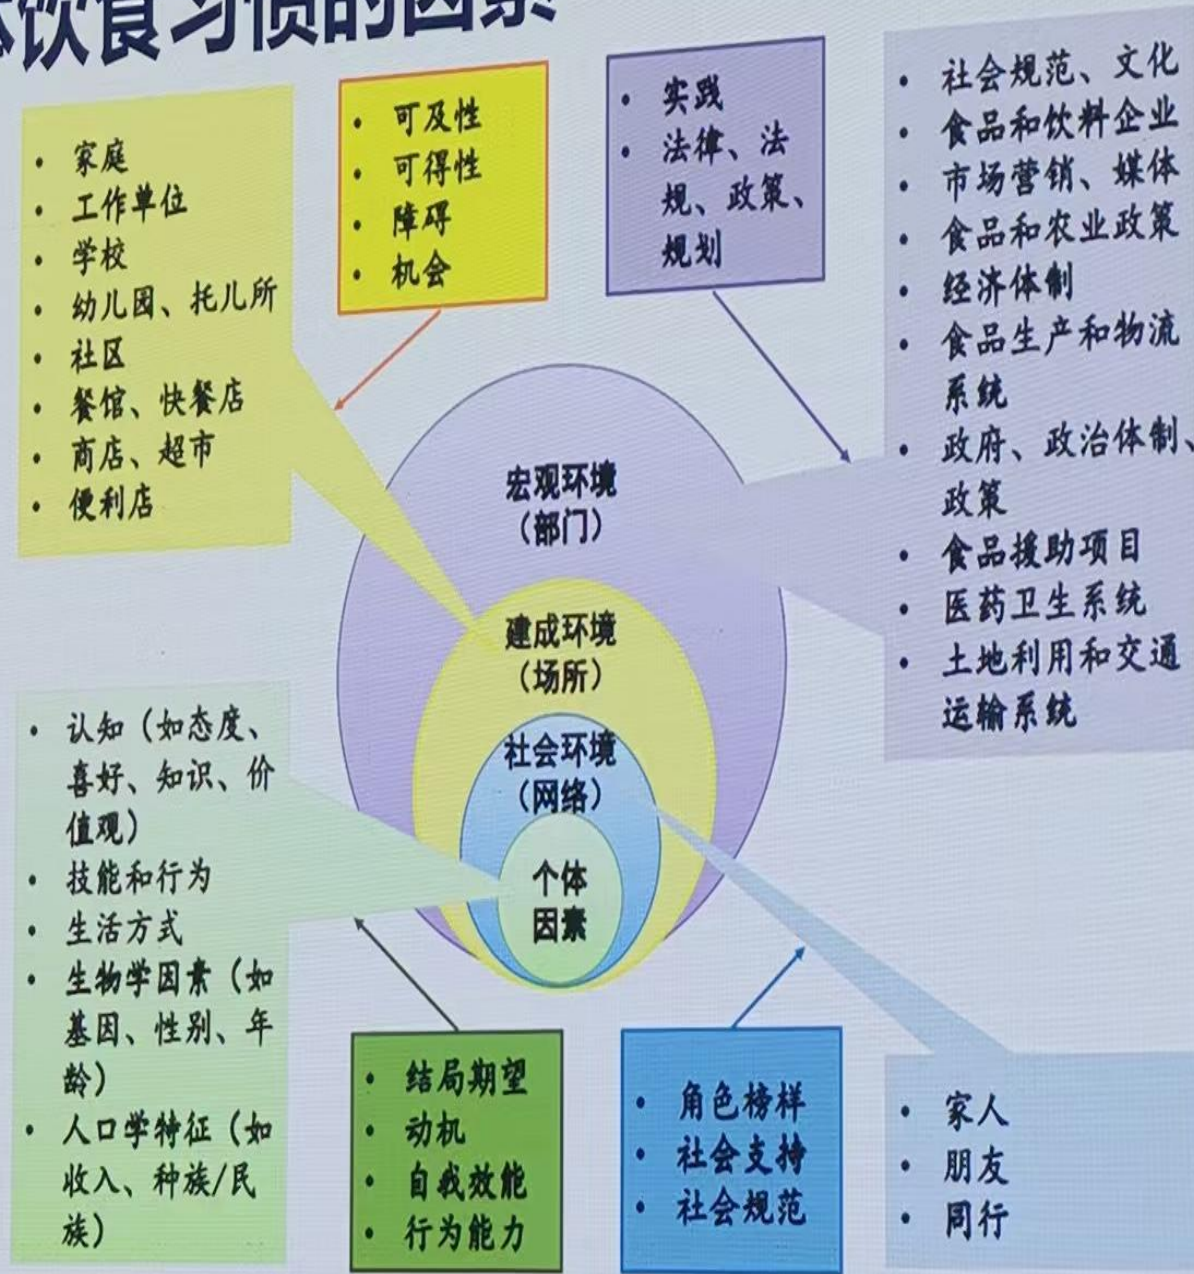 体饮食习惯的因素
• 家庭
• 工作单位
• 学校
• 幼儿园、托儿所
• 社区
• 餐馆、快餐店
• 商店、超市
• 便利店
• 可及性
• 可得性
• 障碍
• 机会
• 实践
• 法律、法
规、政策、
规划
• 社会规范、文化
• 食品和饮料企业
• 市场营销、媒体
• 食品和农业政策
• 经济体制
• 食品生产和物流
系统
• 政府、政治体制、
政策
• 食品援助项目
• 医药卫生系统
• 土地利用和交通
运输系统
宏观环境
（部门）
建成环境
（场所）
社会环境
（网络）
个体
因素
• 认知（如态度、
喜好、知识、价
值观）
• 技能和行为
• 生活方式
• 生物学因素（如
基因、性别、年
龄）
• 人口学特征（如
收入、种族/民
族）
• 结局期望
• 动机
• 自我效能
• 行为能力
• 角色榜样
• 社会支持
• 社会规范
• 家人
• 朋友
• 同行